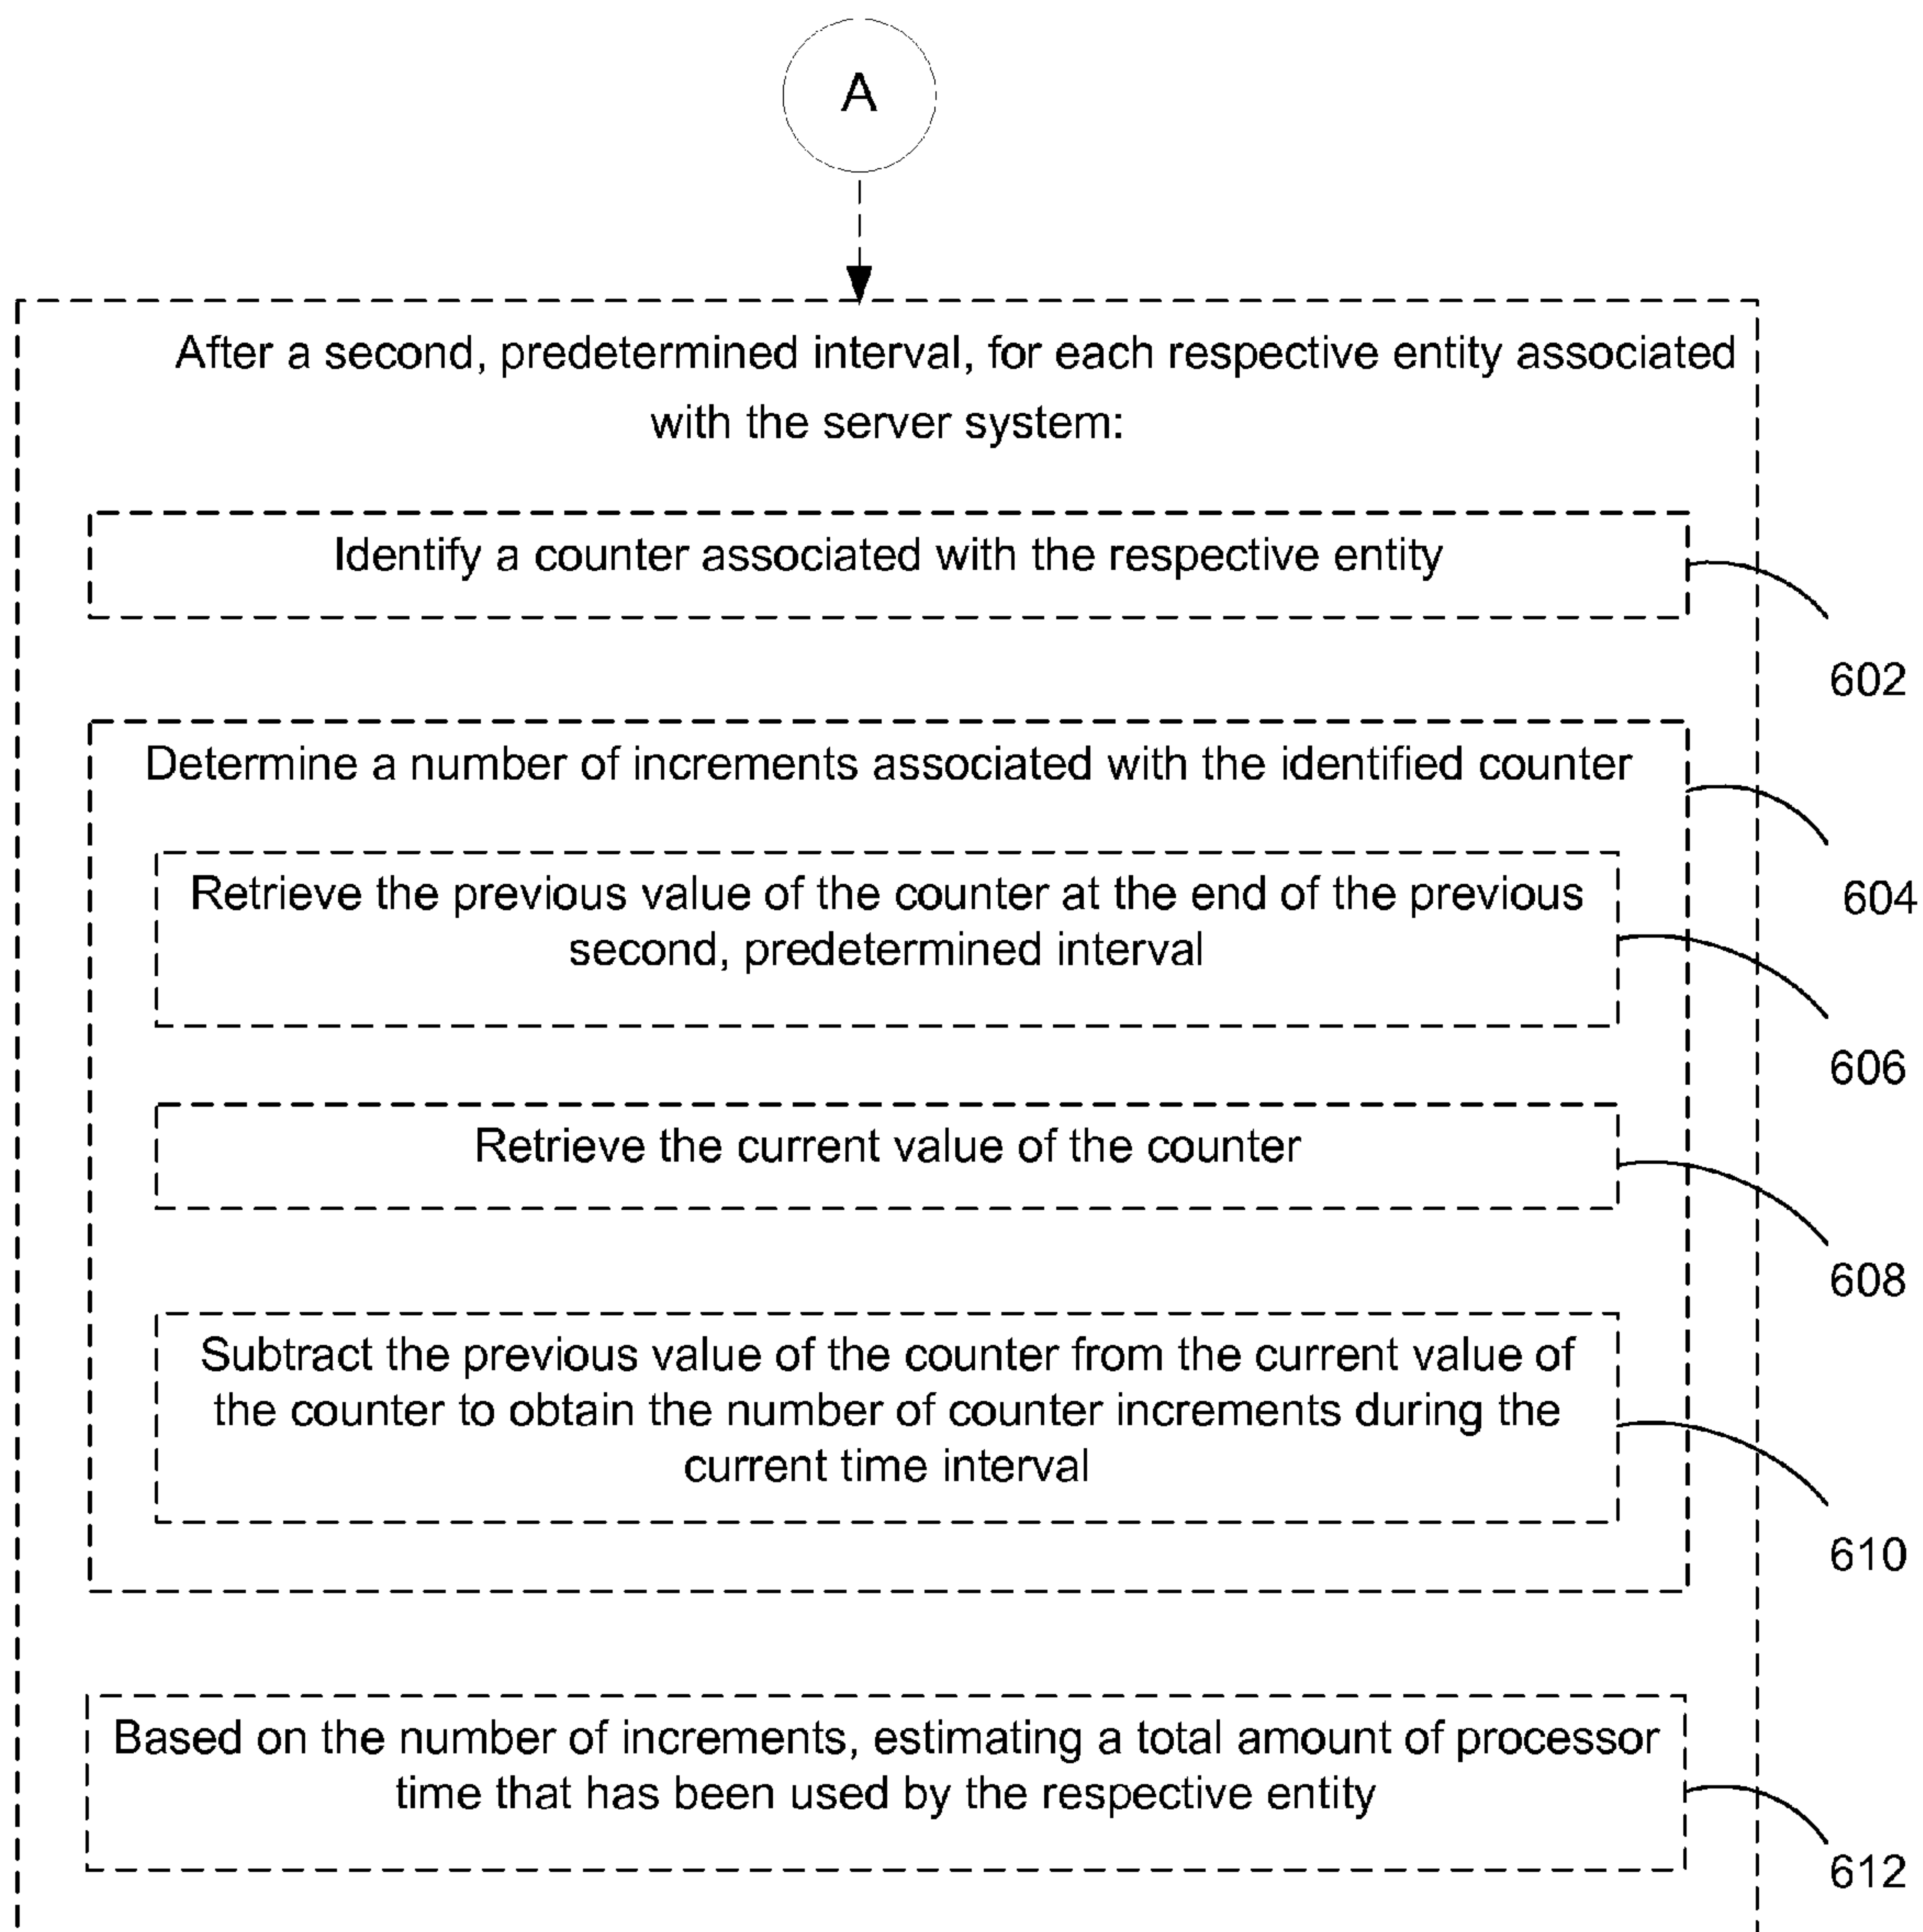 A
After a second, predetermined interval, for each respective entity associated
with the server system:
Identify a counter associated with the respective entity
602
Determine a number of increments associated with the identified counter
604
Retrieve the previous value of the counter at the end of the previous
second, predetermined interval
606
Retrieve the current value of the counter
608
Subtract the previous value of the counter from the current value of
the counter to obtain the number of counter increments during the
current time interval
610
Based on the number of increments, estimating a total amount of processor
time that has been used by the respective entity
612